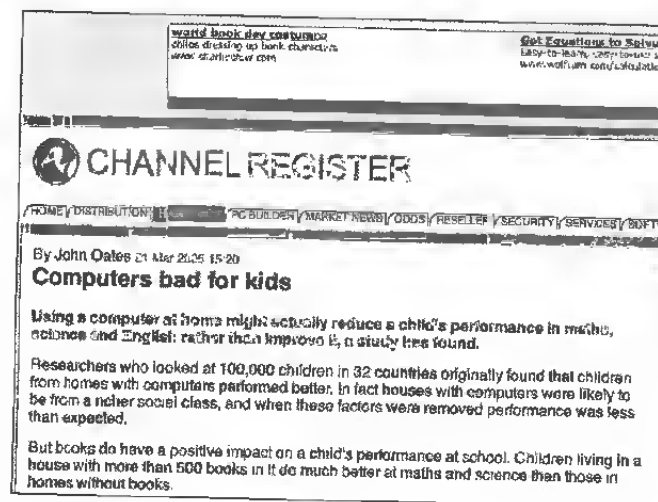 world book day costumes
childs dressing up book characters
Get Equations to Solve
CHANNEL REGISTER
HOME DISTRIBUTION PC BUILDER MARKET NEWS ODDS RESELLER SECURITY SERVICES SOFT
By John Oates 21 Mar 2005 15:20
Computers bad for kids
Using a computer at home might actually reduce a child's performance in maths,
science and English rather than improve it, a study has found.
Researchers who looked at 100,000 children in 32 countries originally found that children
from homes with computers performed better. In fact houses with computers were likely to
be from a richer social class, and when these factors were removed performance was less
than expected.
But books do have a positive impact on a child's performance at school. Children living in a
house with more than 500 books in it do much better at maths and science than those in
homes without books.